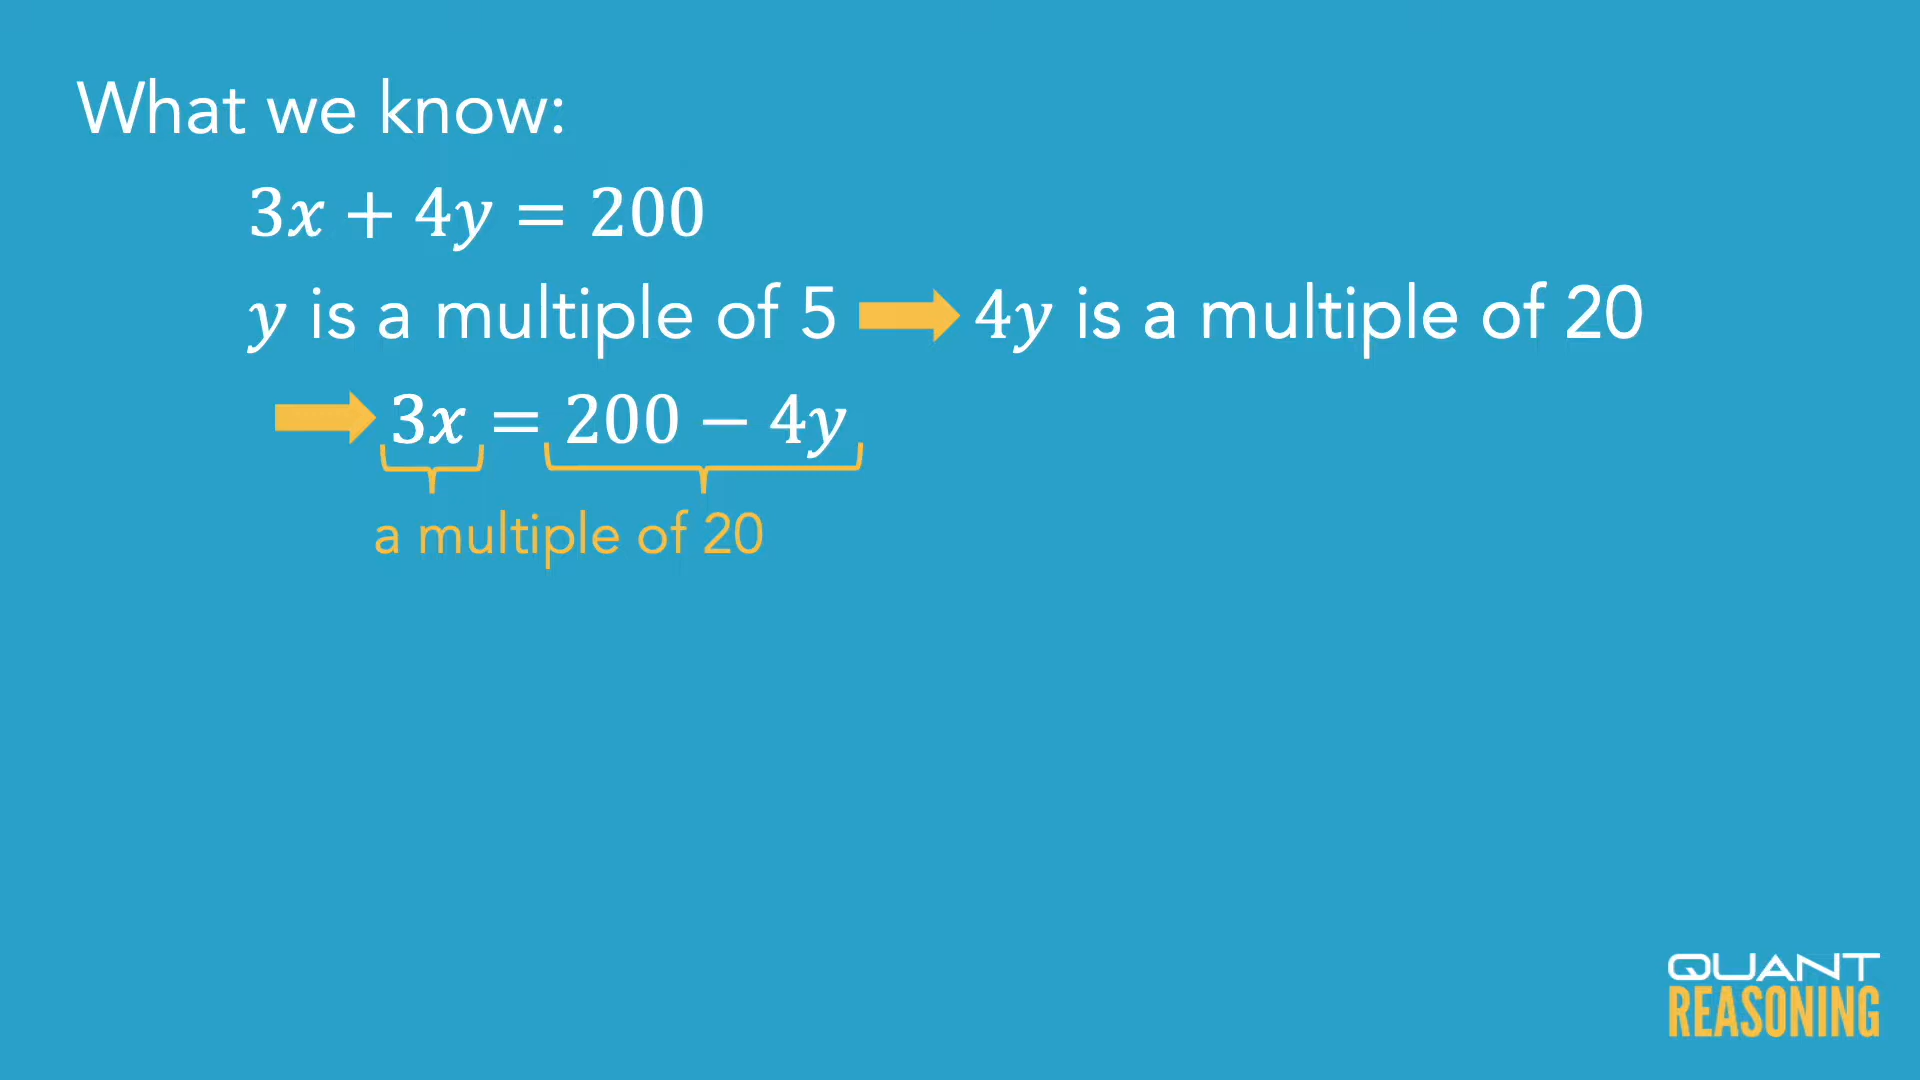 What we know:
3x + 4y = 200
y is a multiple of 5 ➡ 4y is a multiple of 20
➡ 3x = 200 − 4y
a multiple of 20
QUANT
REASONING